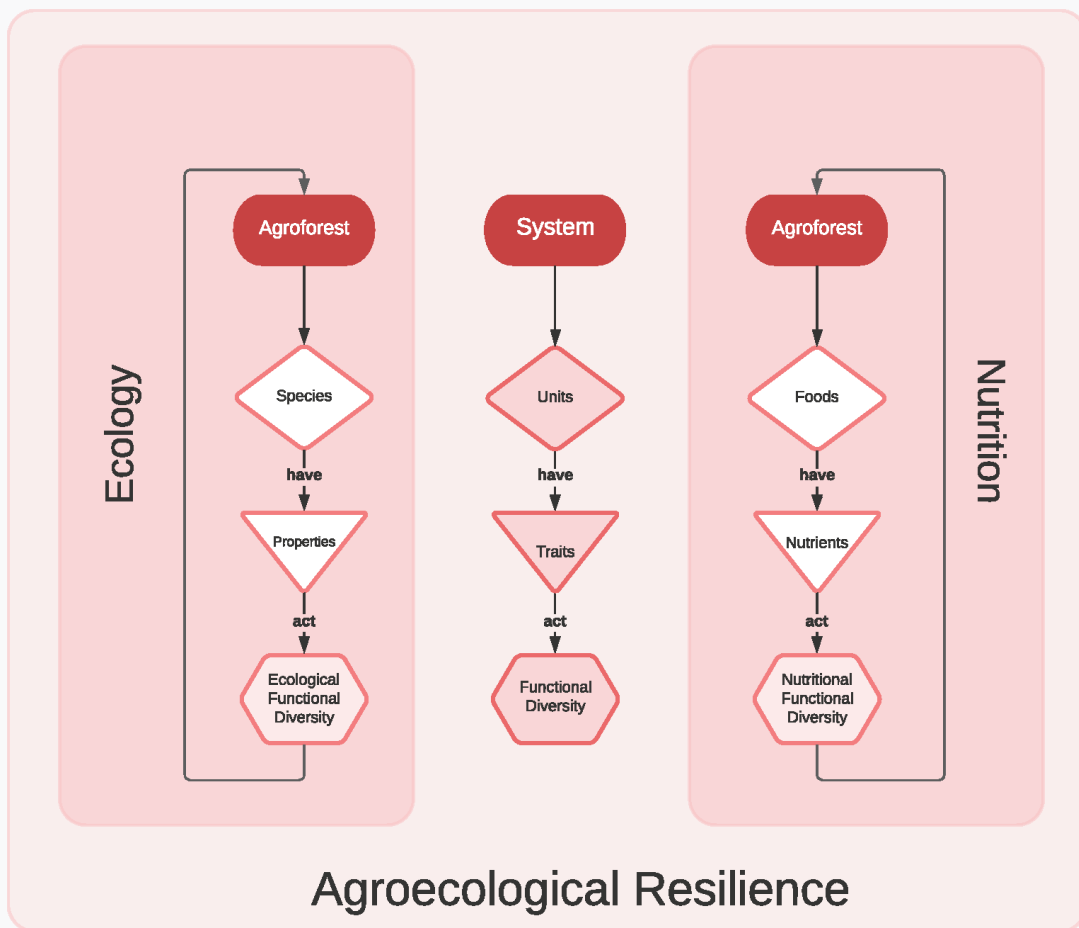 Ecology
Agroforest
Species
have
Properties
act
Ecological
Functional
Diversity
System
Units
have
Traits
act
Functional
Diversity
Agroforest
Foods
have
Nutrients
act
Nutritional
Functional
Diversity
Nutrition
Agroecological Resilience